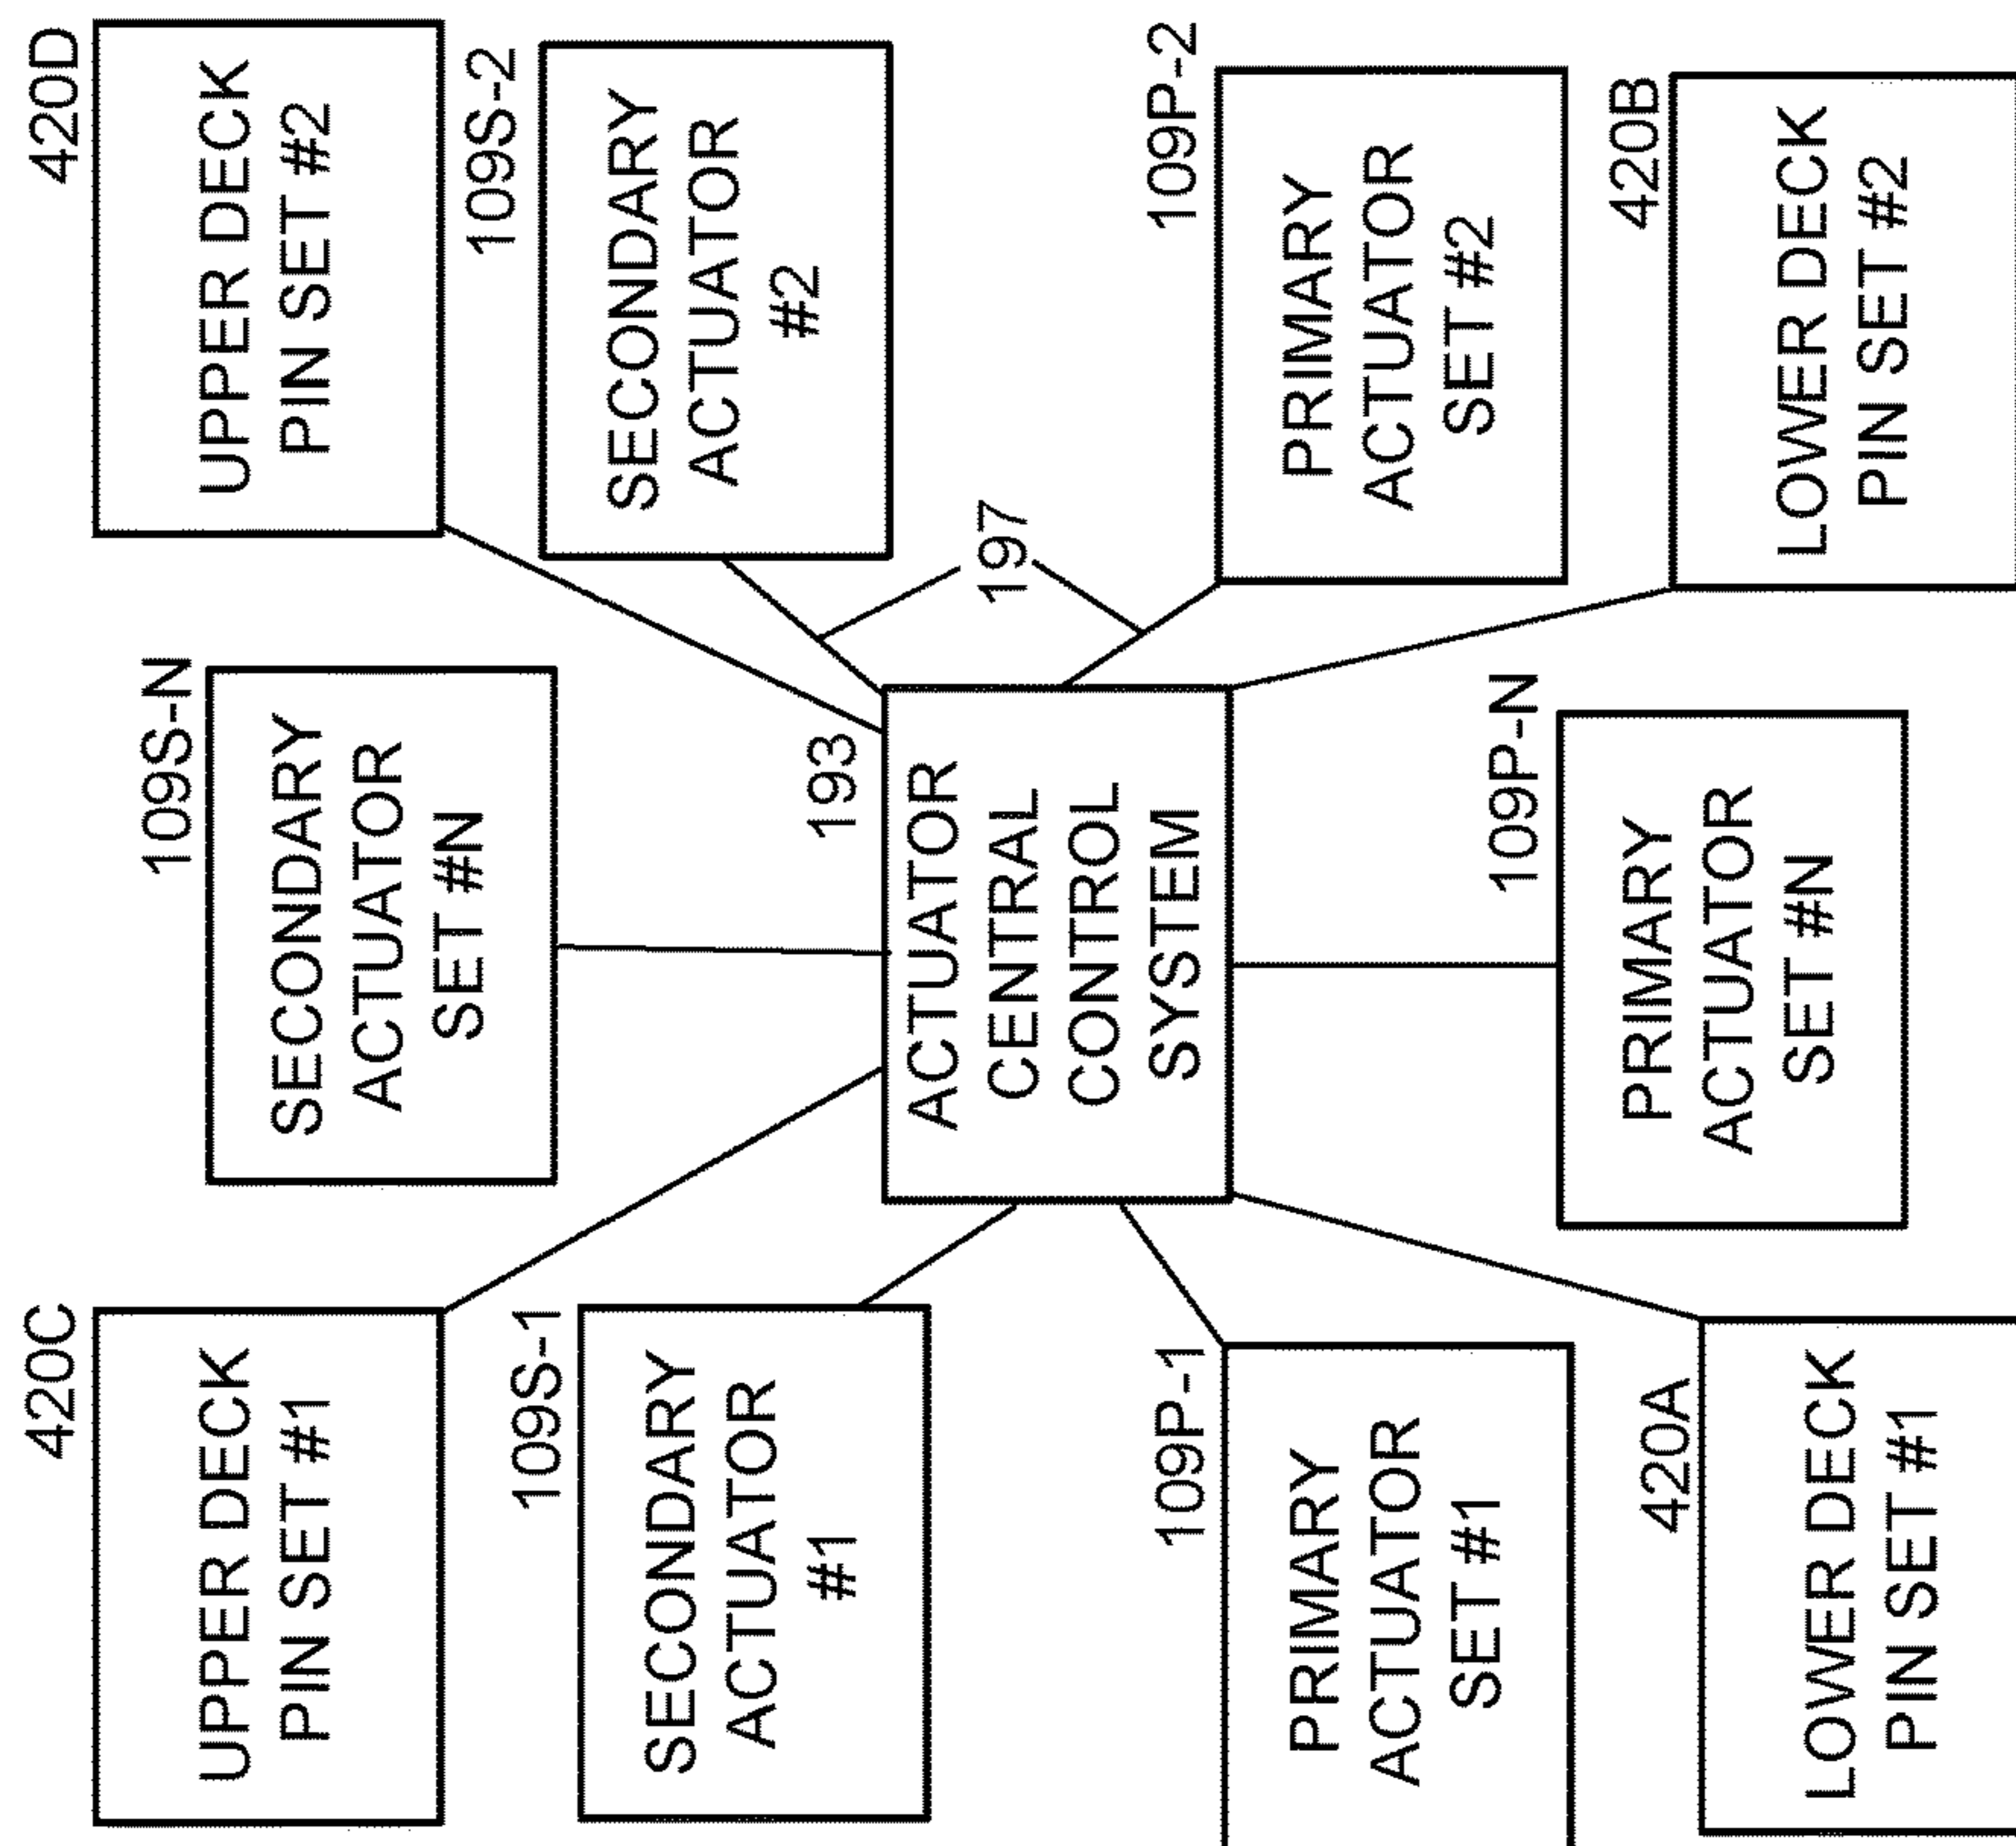 420C
UPPER DECK
PIN SET #1
109S-1
SECONDARY
ACTUATOR
#1
109P-1
PRIMARY
ACTUATOR
SET #1
420A
LOWER DECK
PIN SET #1
109S-N
SECONDARY
ACTUATOR
SET #N
193
ACTUATOR
CENTRAL
CONTROL
SYSTEM
109P-N
PRIMARY
ACTUATOR
SET #N
420D
UPPER DECK
PIN SET #2
109S-2
SECONDARY
ACTUATOR
#2
197
109P-2
PRIMARY
ACTUATOR
SET #2
420B
LOWER DECK
PIN SET #2